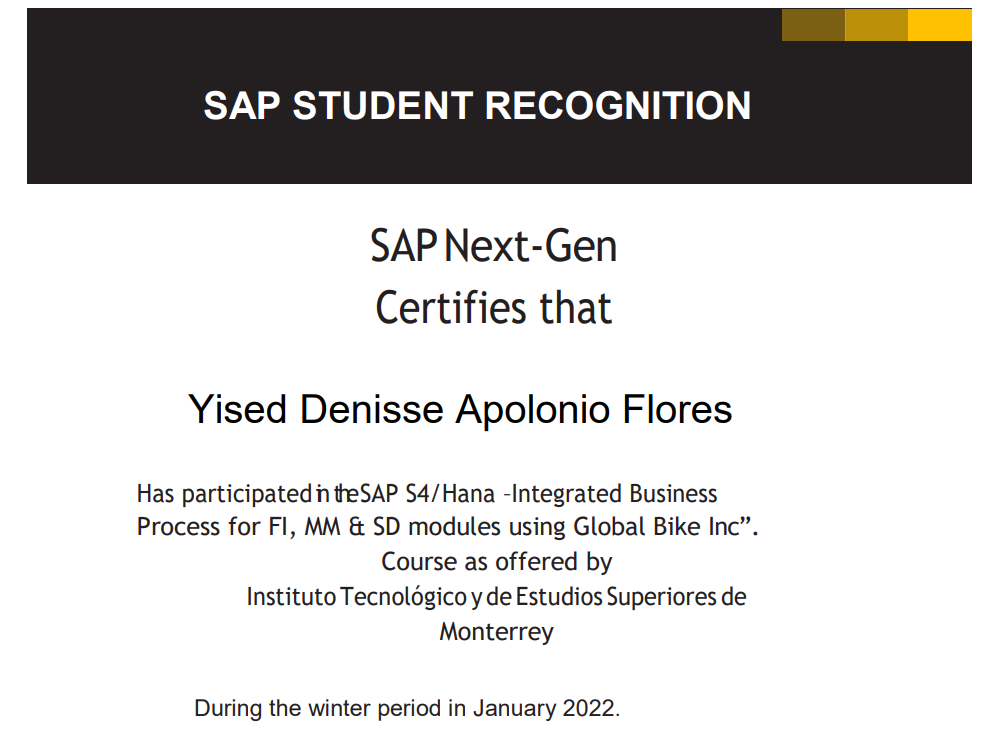 SAP STUDENT RECOGNITION
SAP Next-Gen
Certifies that
Yised Denisse Apolonio Flores
Has participated in the SAP S4/Hana –Integrated Business
Process for FI, MM & SD modules using Global Bike Inc”.
Course as offered by
Instituto Tecnológico y de Estudios Superiores de
Monterrey
During the winter period in January 2022.